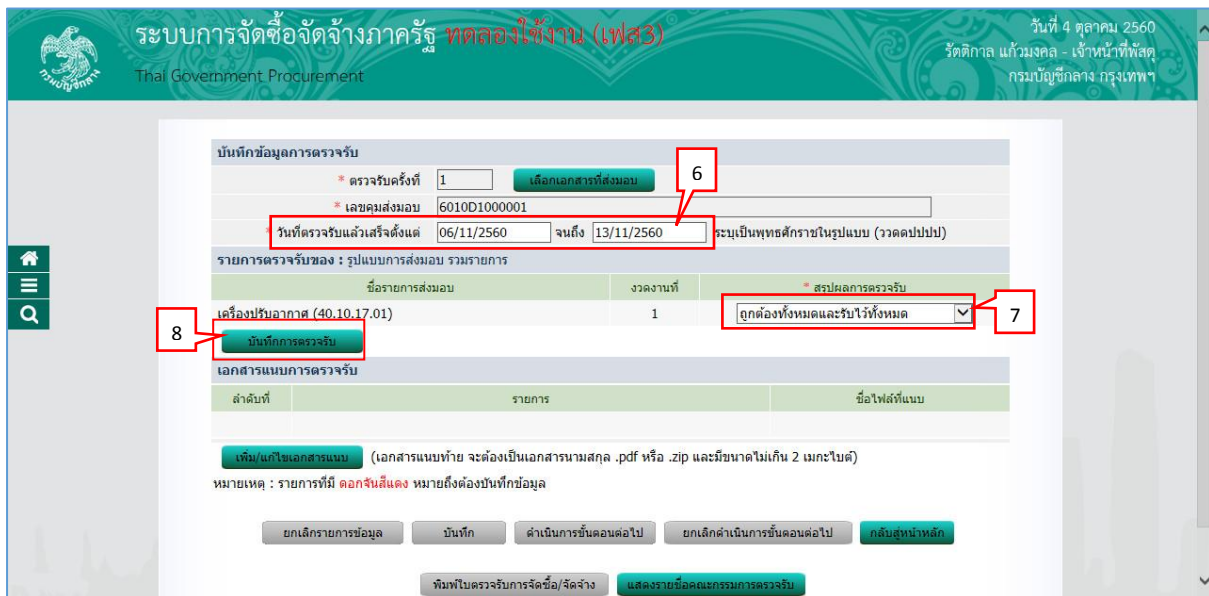 ระบบการจัดซื้อจัดจ้างภาครัฐ ทดลองใช้งาน (เฟส3)
Thai Government Procurement
วันที่ 4 ตุลาคม 2560
รัตติกาล แก้วมงคล - เจ้าหน้าที่พัสดุ
กรมบัญชีกลาง กรุงเทพฯ
กรมบัญชีกลาง
บันทึกข้อมูลการตรวจรับ
* ตรวจรับครั้งที่ 1 เลือกเอกสารที่ส่งมอบ
6
* เลขคุมส่งมอบ 6010D1000001
* วันที่ตรวจรับแล้วเสร็จตั้งแต่ 06/11/2560 จนถึง 13/11/2560 ระบุเป็นพุทธศักราชในรูปแบบ (ววดดปปปป)
รายการตรวจรับของ : รูปแบบการส่งมอบ รวมรายการ
ชื่อรายการส่งมอบ งวดงานที่ * สรุปผลการตรวจรับ
เครื่องปรับอากาศ (40.10.17.01) 1 ถูกต้องทั้งหมดและรับไว้ทั้งหมด
7
8
บันทึกการตรวจรับ
เอกสารแนบการตรวจรับ
ลำดับที่ รายการ ชื่อไฟล์ที่แนบ
เพิ่ม/แก้ไขเอกสารแนบ (เอกสารแนบท้าย จะต้องเป็นเอกสารนามสกุล .pdf หรือ .zip และมีขนาดไม่เกิน 2 เมกะไบต์)
หมายเหตุ : รายการที่มี ดอกจันสีแดง หมายถึงต้องบันทึกข้อมูล
ยกเลิกรายการข้อมูล บันทึก ดำเนินการขั้นตอนต่อไป ยกเลิกดำเนินการขั้นตอนต่อไป กลับสู่หน้าหลัก
พิมพ์ใบตรวจรับการจัดซื้อ/จัดจ้าง แสดงรายชื่อคณะกรรมการตรวจรับ